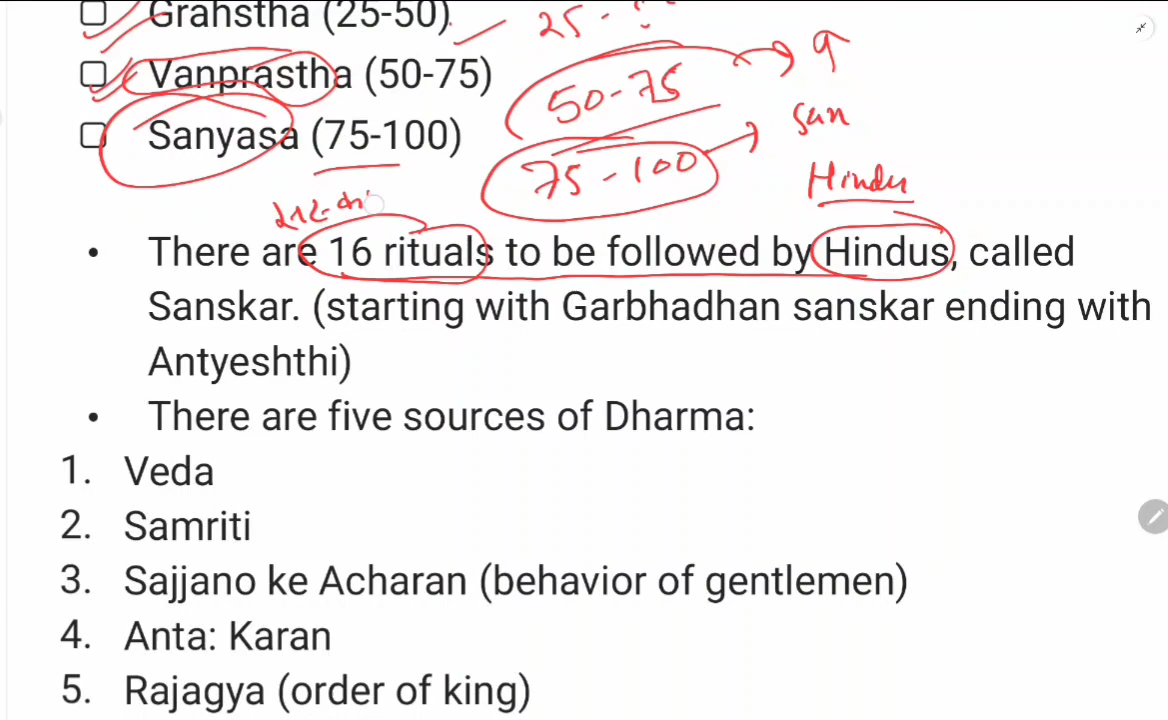 Grahstha (25-50)
25 - ?
Vanprastha (50-75)
50-75
Sanyasa (75-100)
San
75-100
Hindu
• There are 16 rituals to be followed by Hindus, called
Sanskar. (starting with Garbhadhan sanskar ending with
Antyeshthi)
• There are five sources of Dharma:
1. Veda
2. Samriti
3. Sajjano ke Acharan (behavior of gentlemen)
4. Anta: Karan
5. Rajagya (order of king)